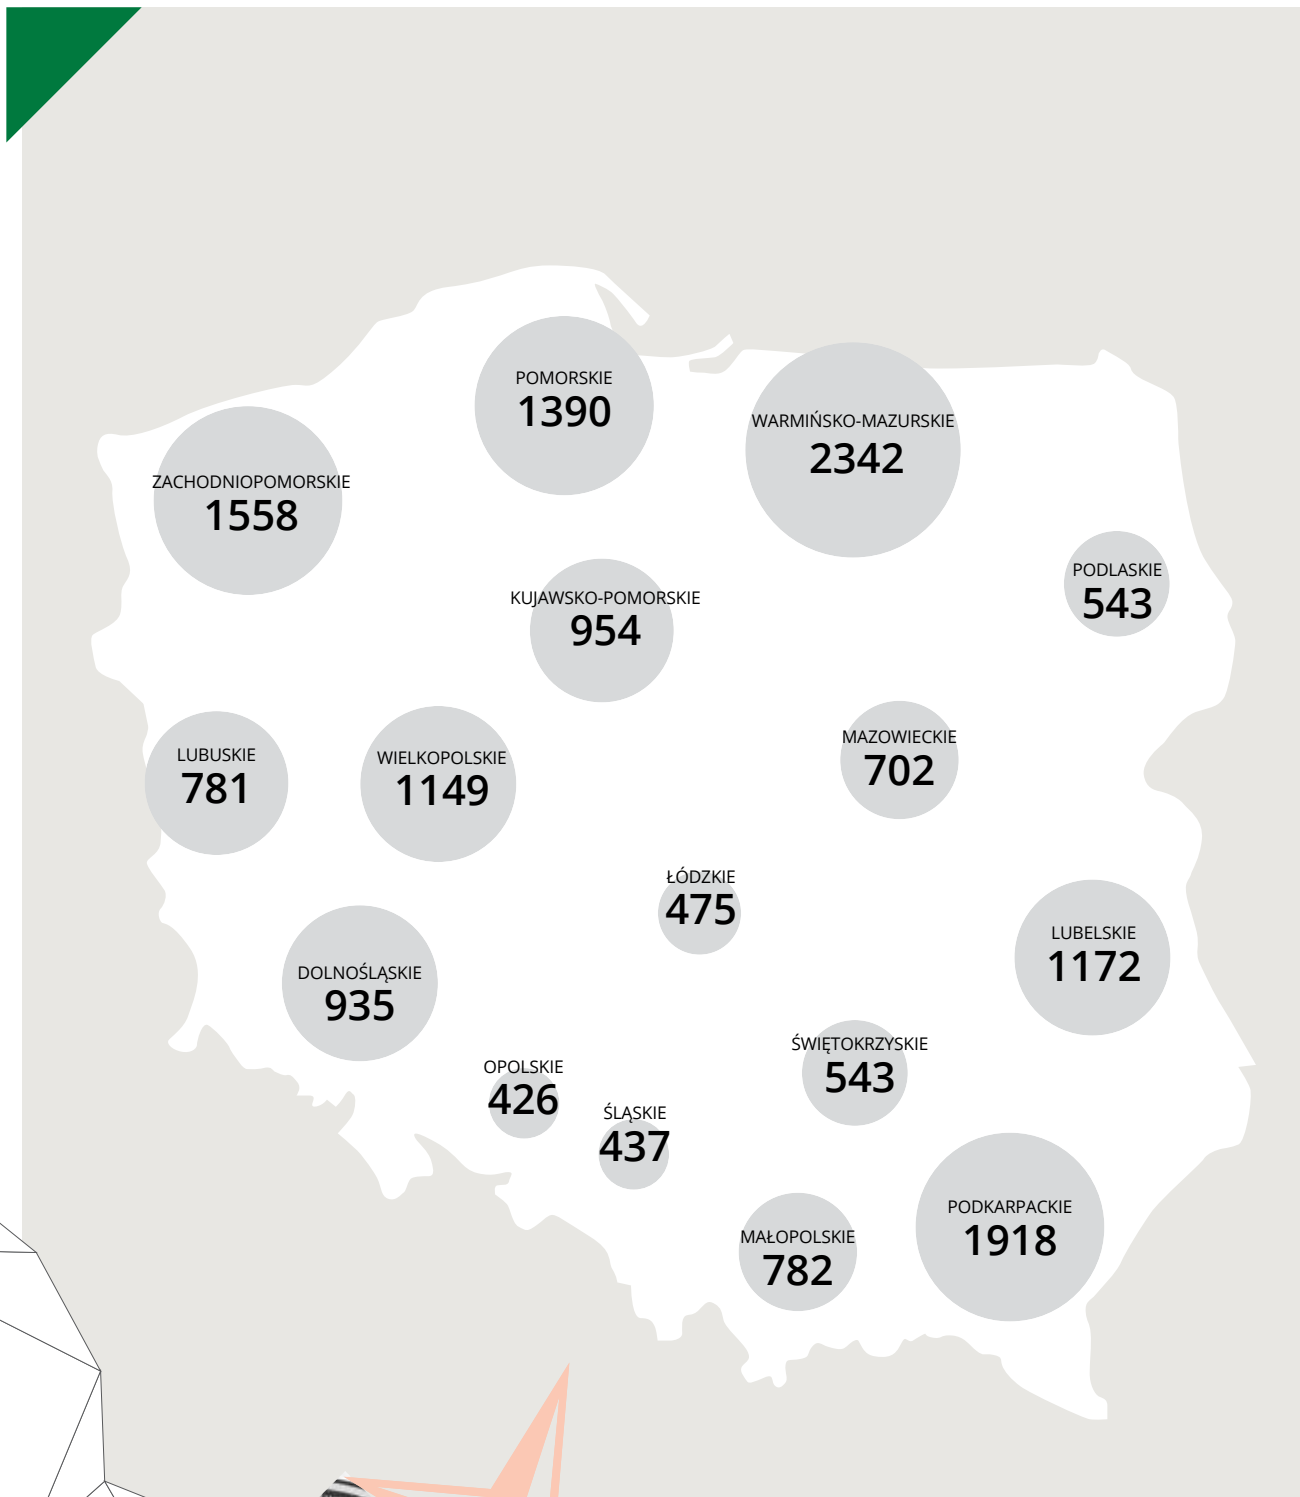 POMORSKIE
1390
WARMIŃSKO-MAZURSKIE
2342
ZACHODNIOPOMORSKIE
1558
PODLASKIE
543
KUJAWSKO-POMORSKIE
954
MAZOWIECKIE
702
LUBUSKIE
781
WIELKOPOLSKIE
1149
ŁÓDZKIE
475
LUBELSKIE
1172
DOLNOŚLĄSKIE
935
ŚWIĘTOKRZYSKIE
543
OPOLSKIE
426
ŚLĄSKIE
437
PODKARPACKIE
1918
MAŁOPOLSKIE
782